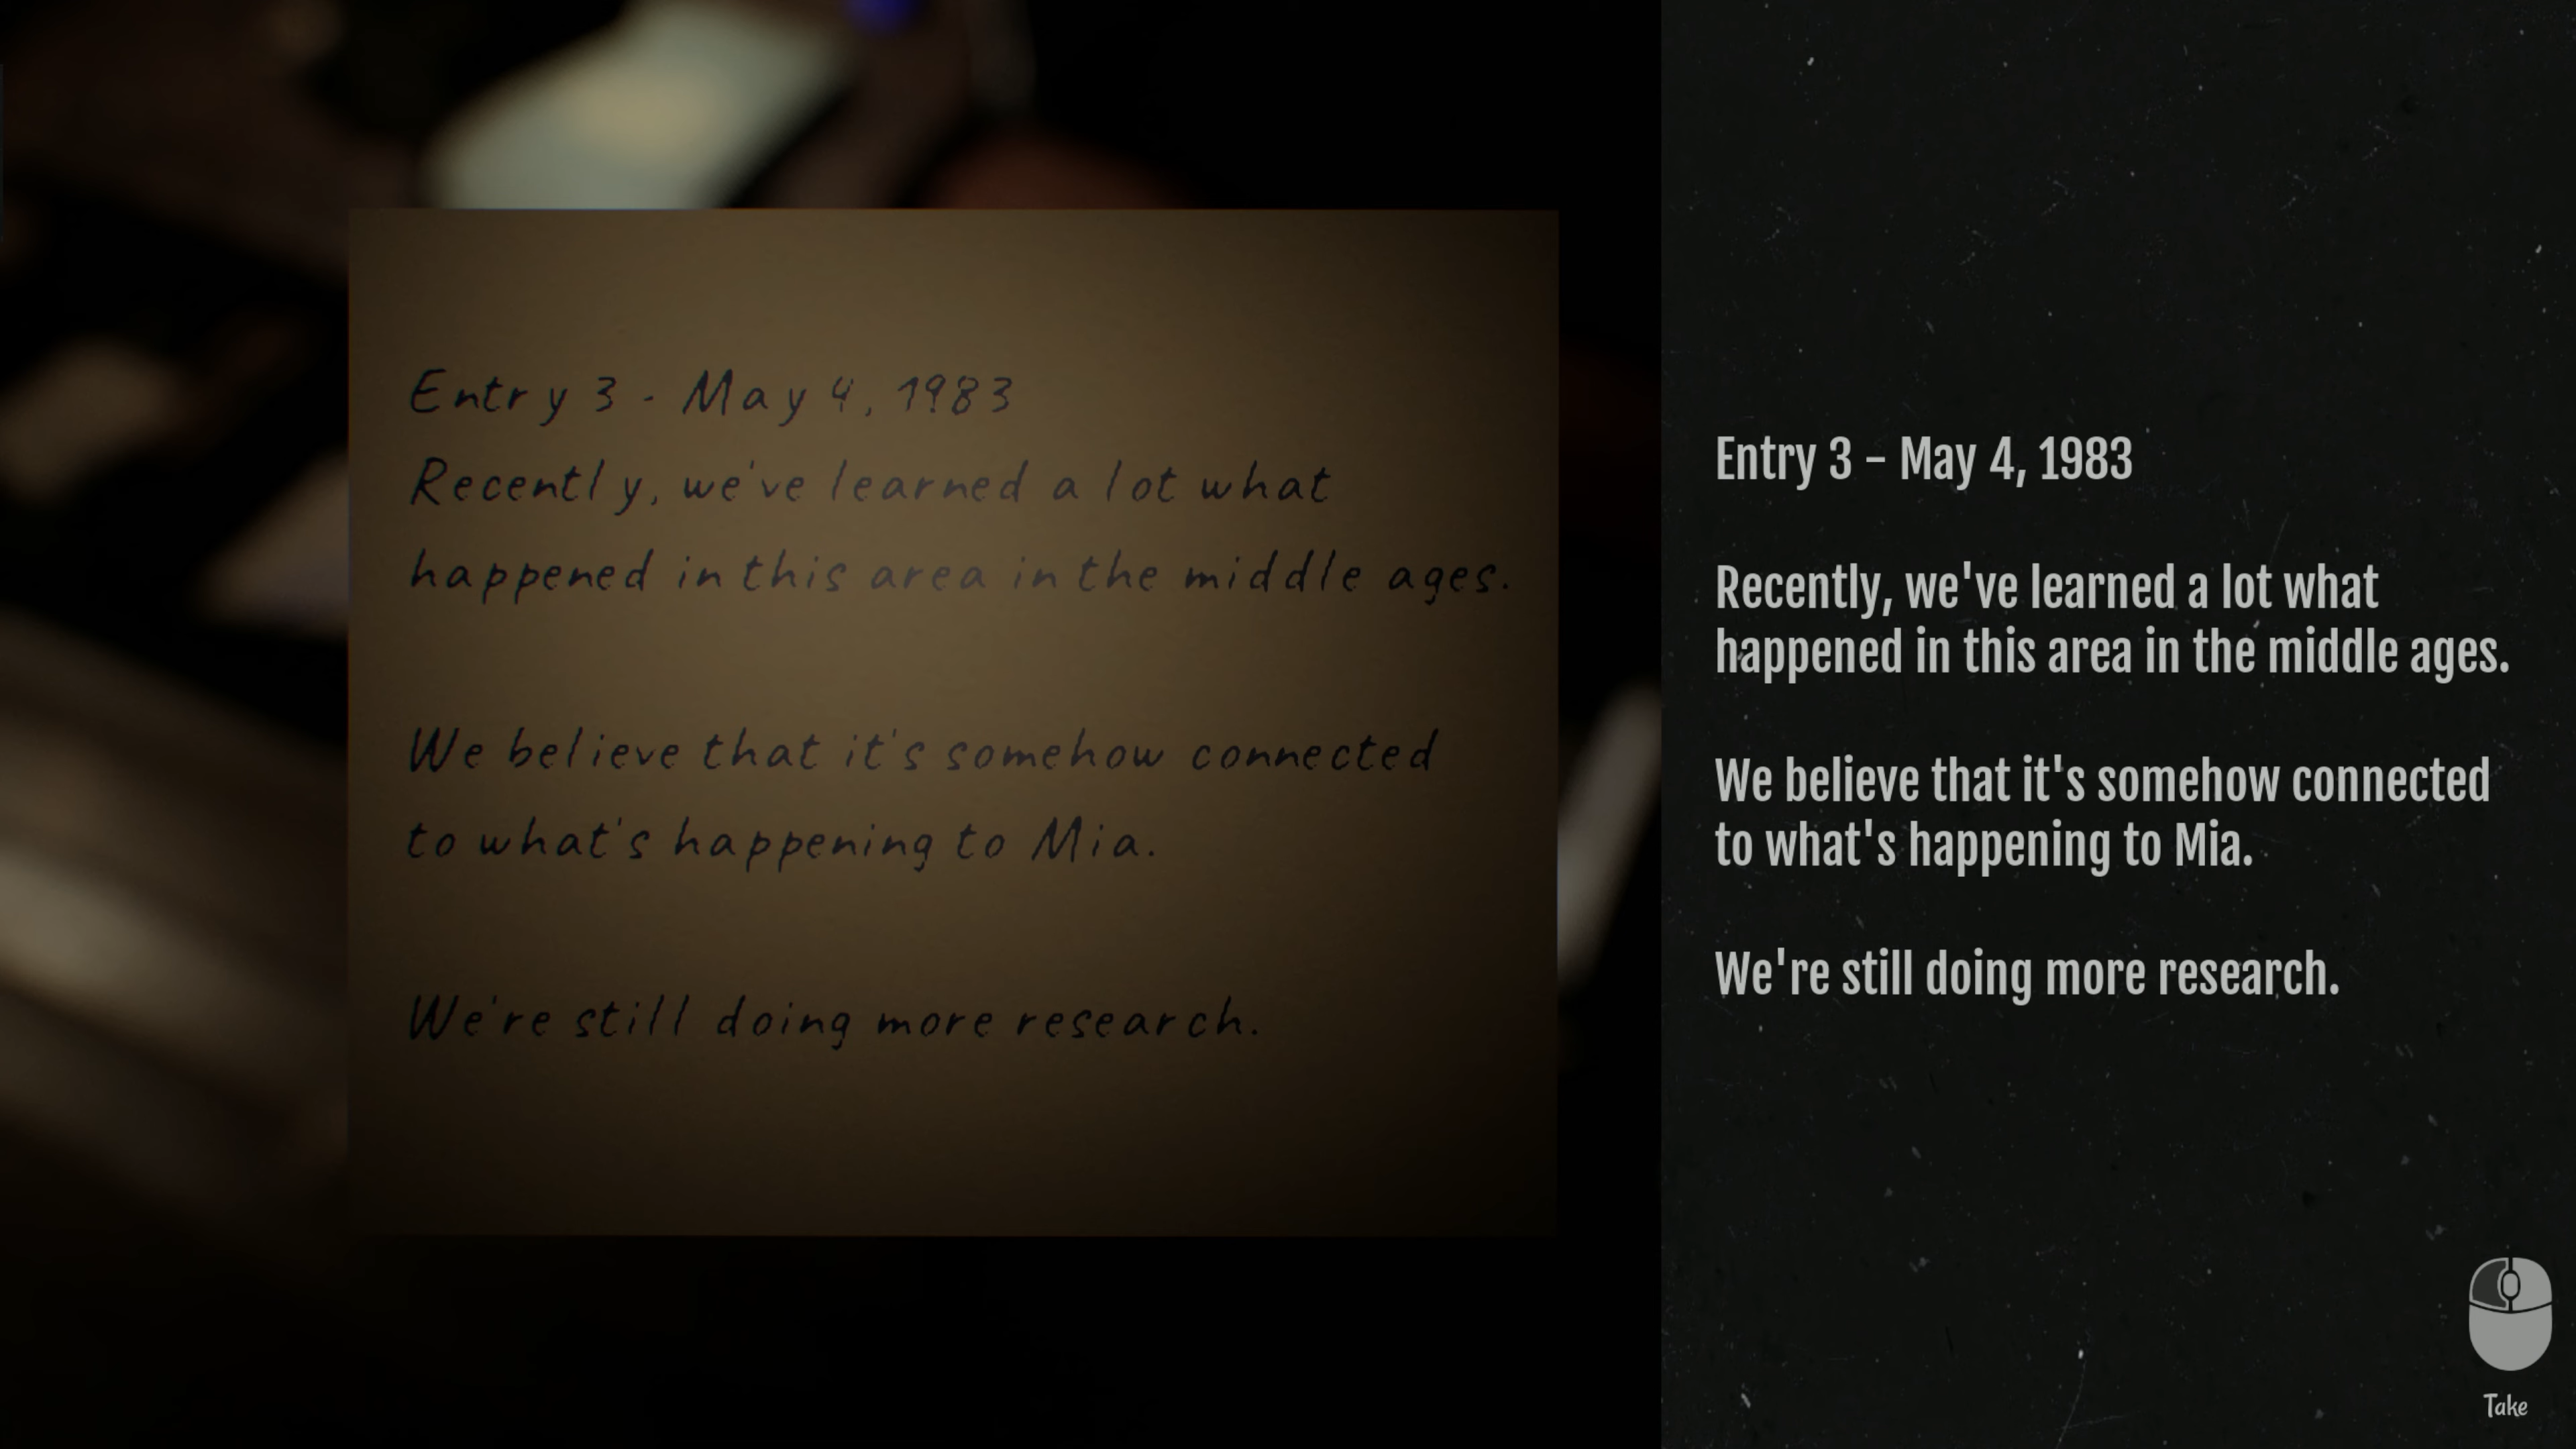 Entry 3 - May 4, 1983
Recently, we've learned a lot what
happened in this area in the middle ages.
We believe that it's somehow connected
to what's happening to Mia.
We're still doing more research.
Entry 3 - May 4, 1983
Recently, we've learned a lot what
happened in this area in the middle ages.
We believe that it's somehow connected
to what's happening to Mia.
We're still doing more research.
Take